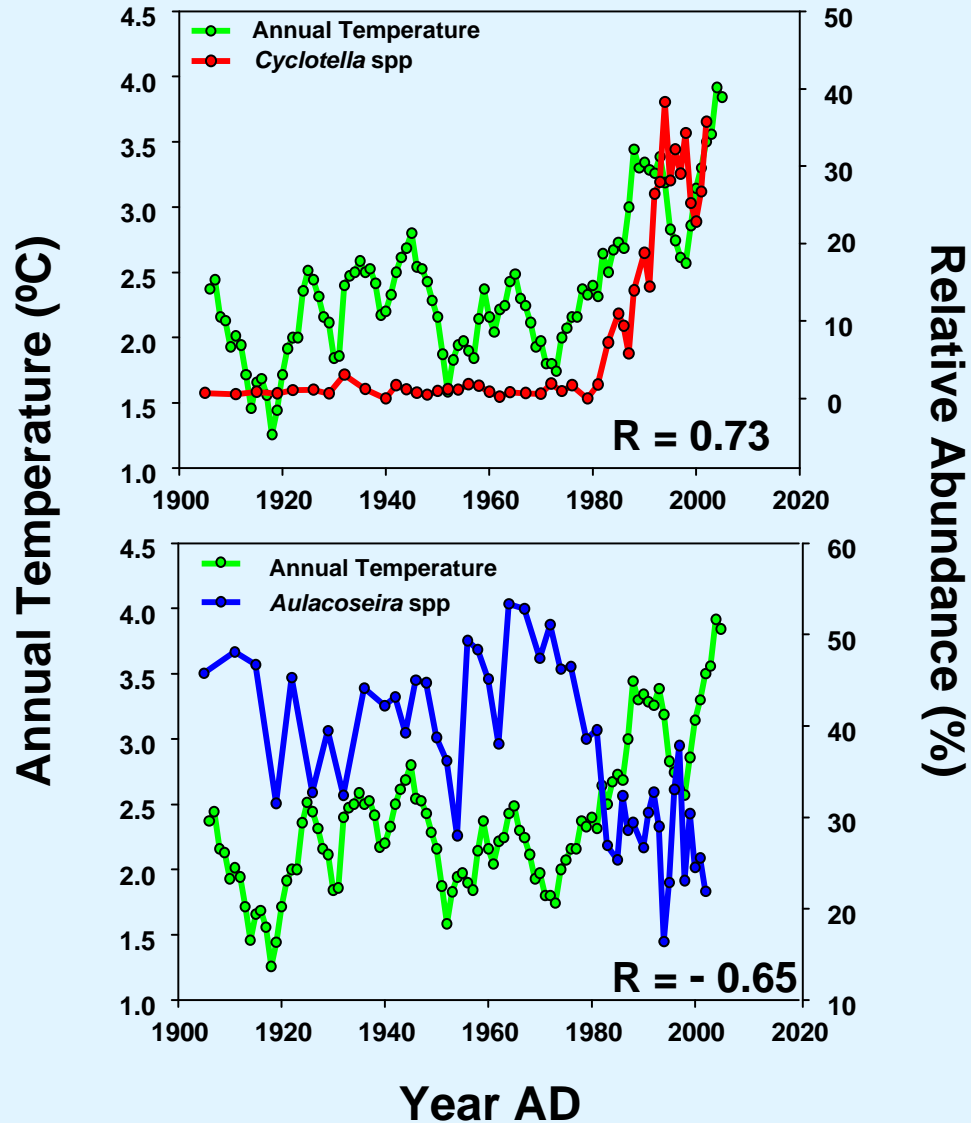 Annual Temperature (ºC)
Relative Abundance (%)
4.5
4.0
3.5
3.0
2.5
2.0
1.5
1.0
Annual Temperature
Cyclotella spp
50
40
30
20
10
0
R = 0.73
1900 1920 1940 1960 1980 2000 2020
4.5
4.0
3.5
3.0
2.5
2.0
1.5
1.0
Annual Temperature
Aulacoseira spp
60
50
40
30
20
10
R = - 0.65
1900 1920 1940 1960 1980 2000 2020
Year AD